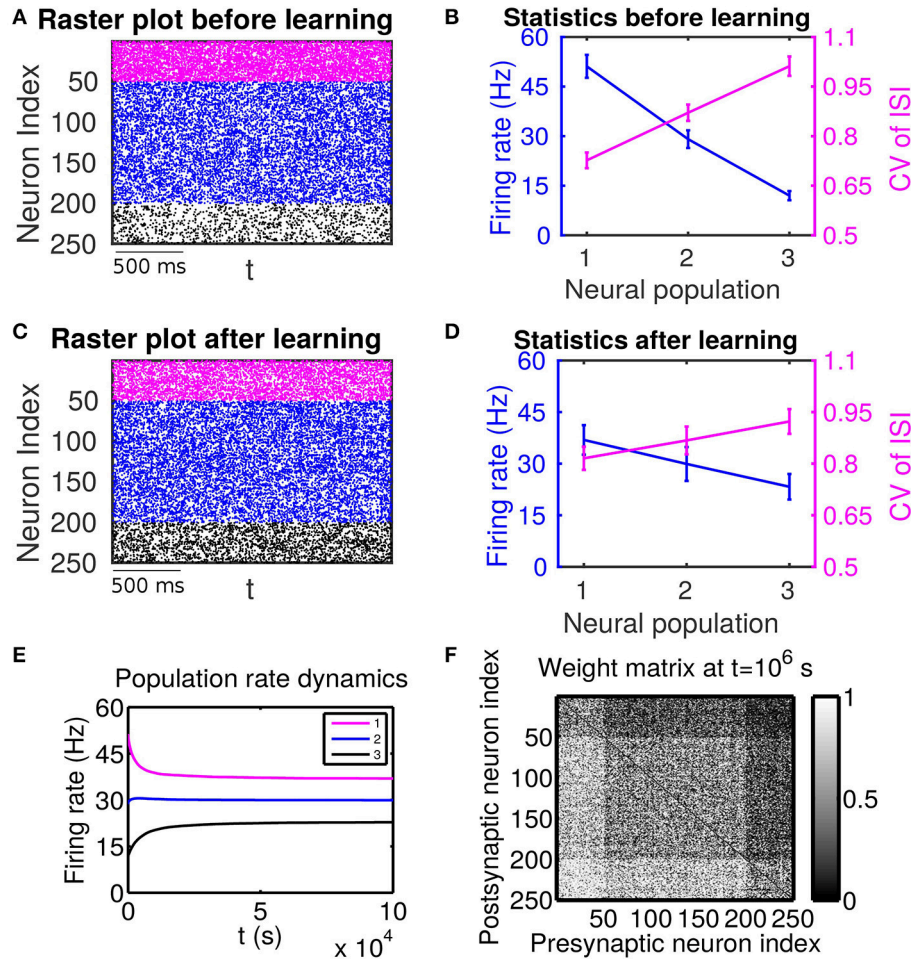 A Raster plot before learning
Neuron Index
50
100
150
200
250
500 ms
t
B Statistics before learning
Firing rate (Hz)
60
45
30
15
0
1 2 3
Neural population
1.1
0.95
0.8
0.65
0.5
CV of ISI
C Raster plot after learning
Neuron Index
50
100
150
200
250
500 ms
t
D Statistics after learning
Firing rate (Hz)
60
45
30
15
0
1 2 3
Neural population
1.1
0.95
0.8
0.65
0.5
CV of ISI
E
Population rate dynamics
Firing rate (Hz)
60
45
30
15
0
1
2
3
0 5 10
t (s)
x 10^4
F
Weight matrix at t=10^6 s
Postsynaptic neuron index
50
100
150
200
250
50 100 150 200 250
Presynaptic neuron index
1
0.5
0